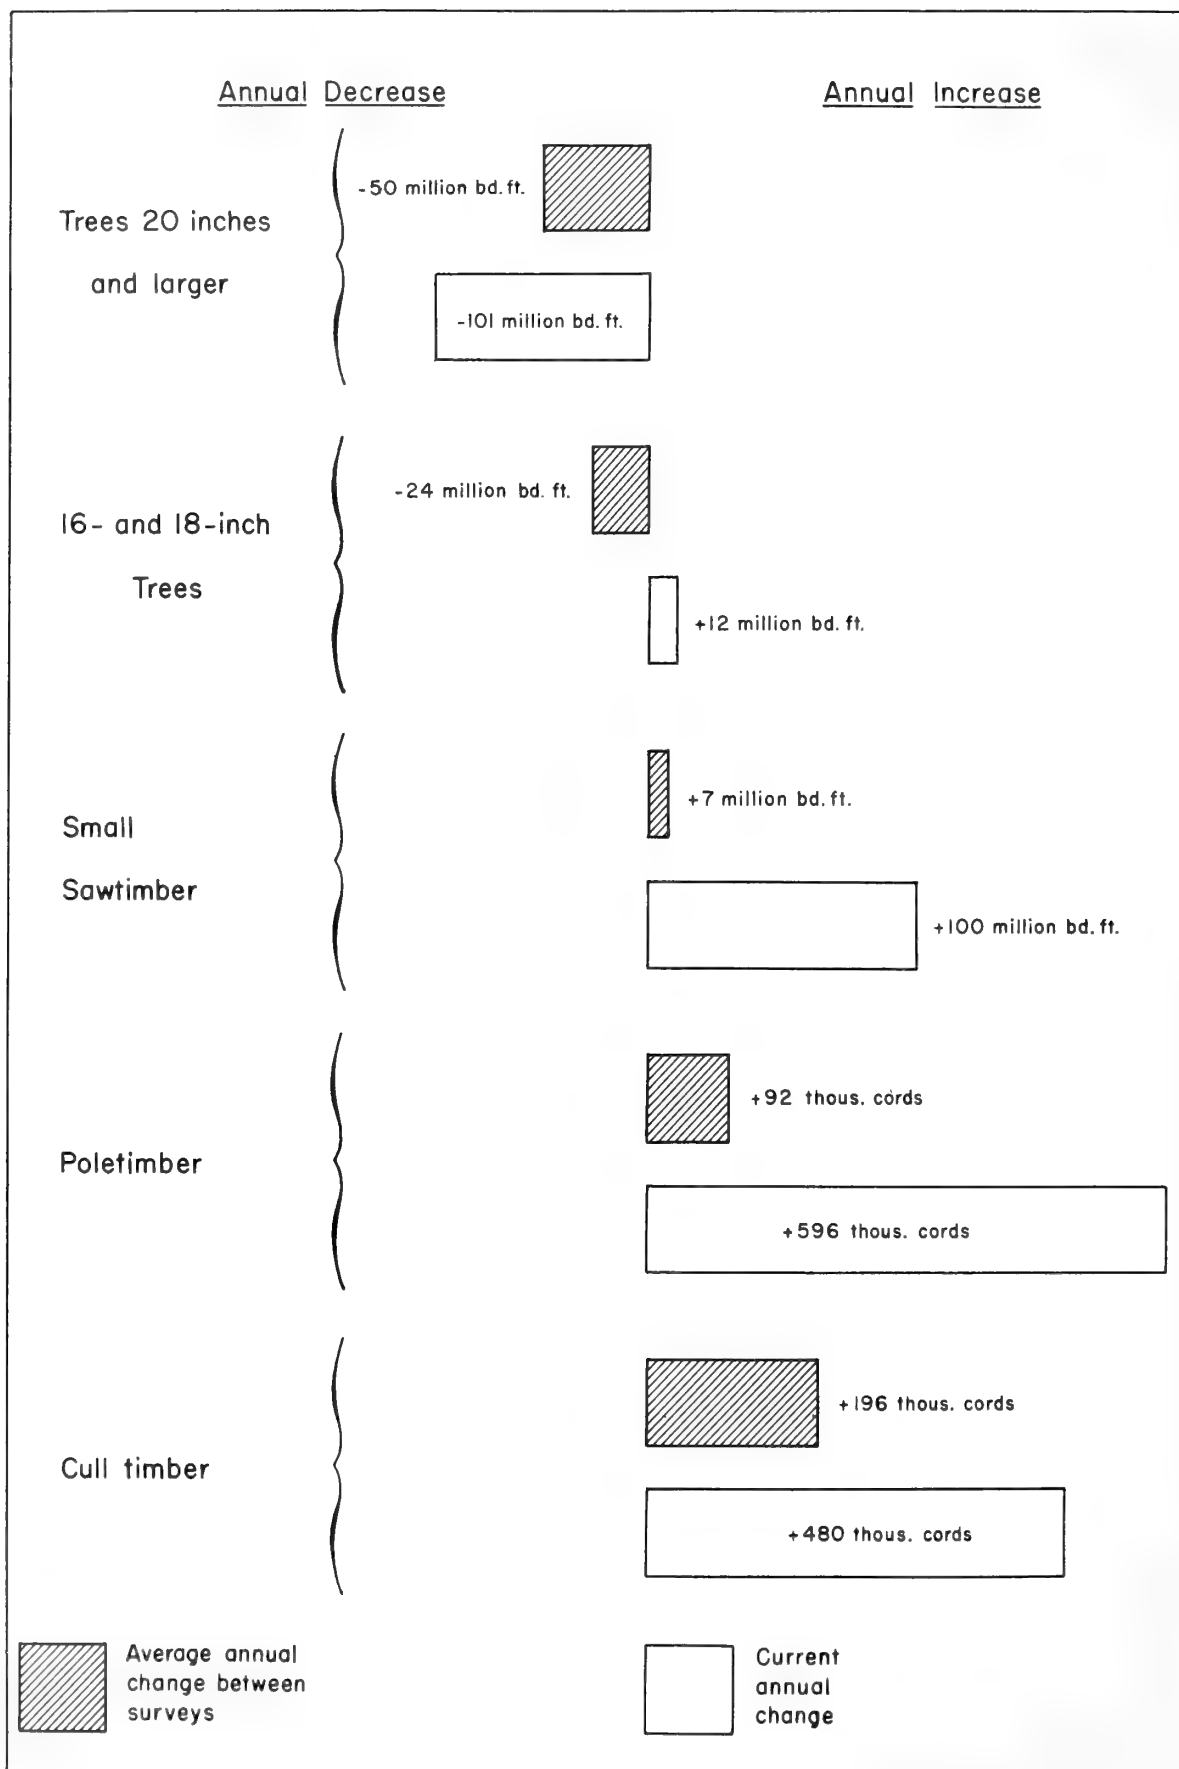 Annual Decrease
Annual Increase
Trees 20 inches
and larger
-50 million bd. ft.
-101 million bd. ft.
16- and 18-inch
Trees
-24 million bd. ft.
+12 million bd. ft.
Small
Sawtimber
+7 million bd. ft.
+100 million bd. ft.
Poletimber
+92 thous. cords
+596 thous. cords
Cull timber
+196 thous. cords
+480 thous. cords
Average annual
change between
surveys
Current
annual
change